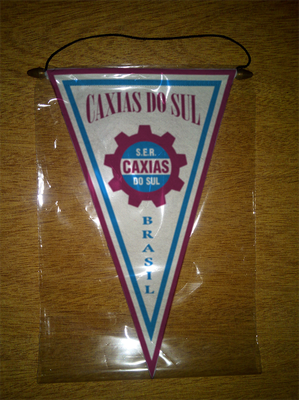 CAXIAS DO SUL
S.E.R.
CAXIAS
DO SUL
BRASIL